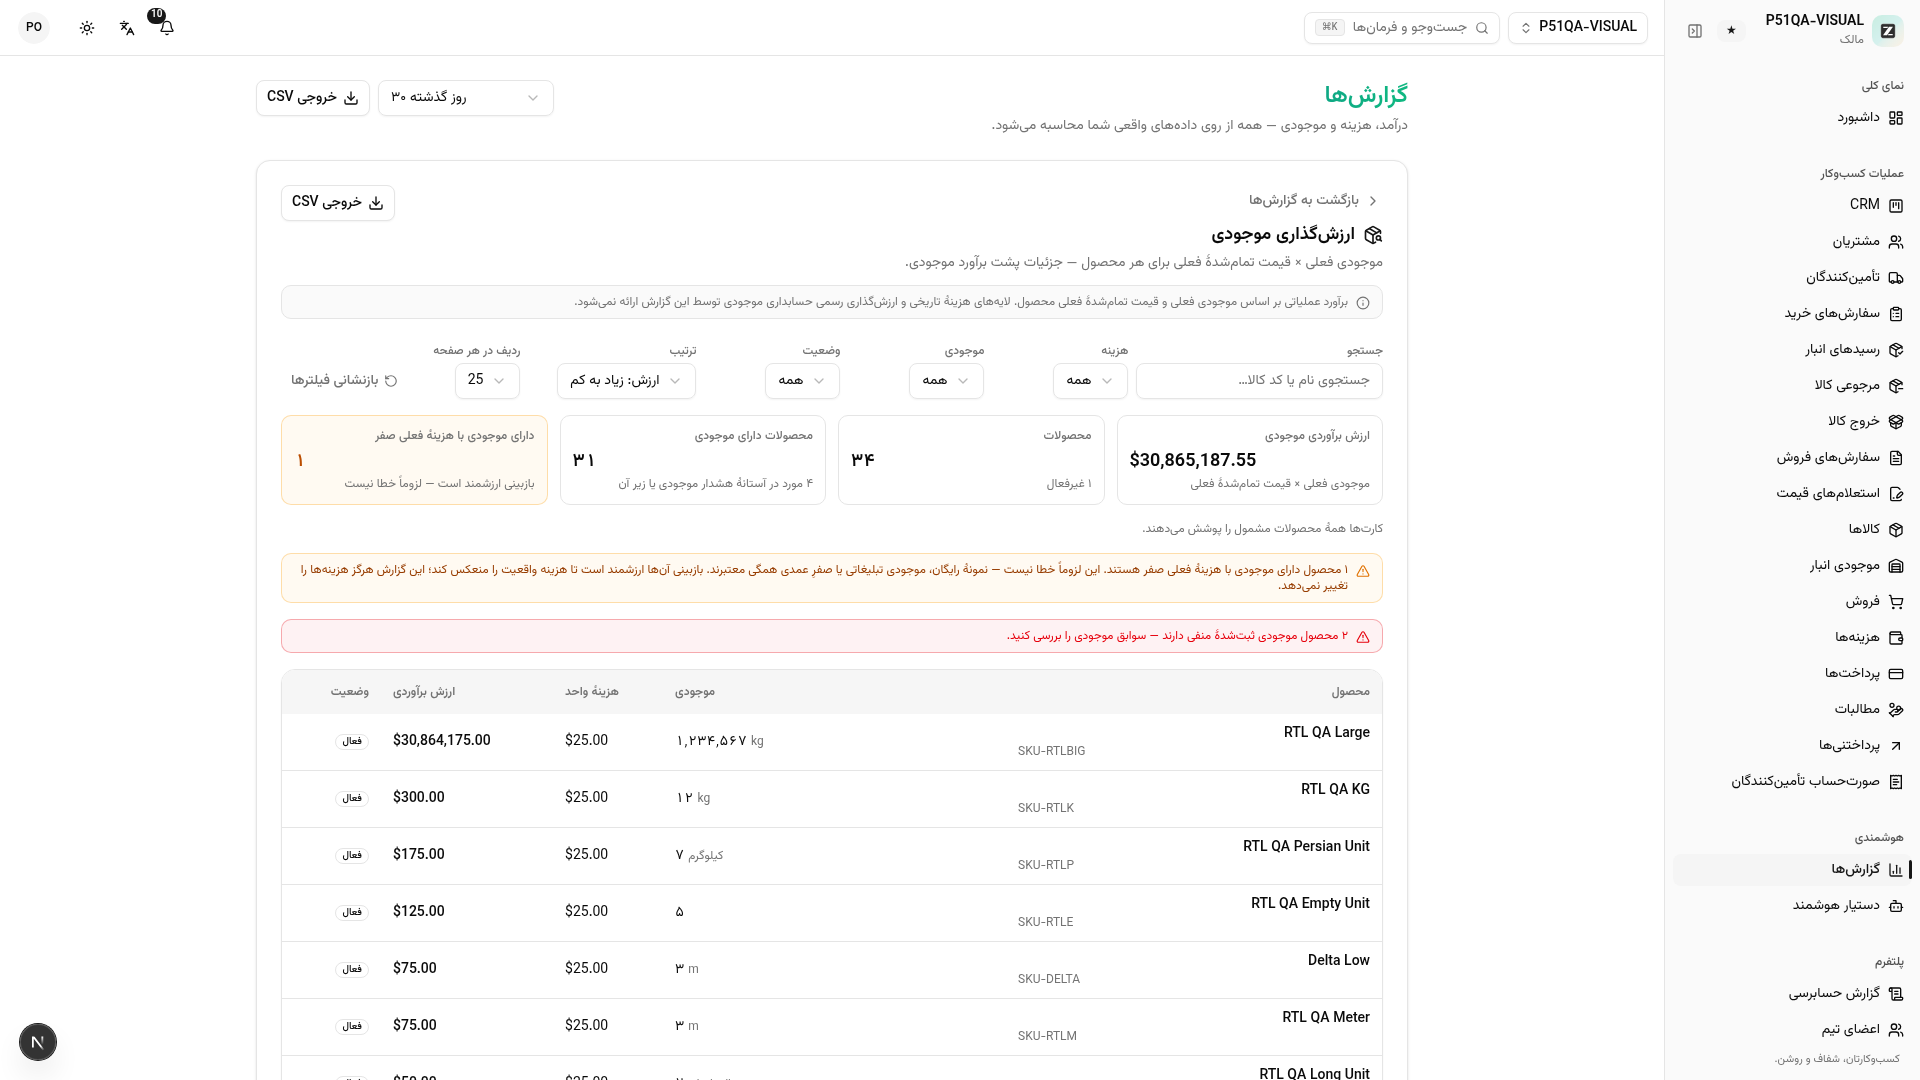 P51QA-VISUAL
مالک
P51QA-VISUAL
جست‌وجو و فرمان‌ها
⌘K
10
PO
نمای کلی
داشبورد
عملیات کسب‌وکار
CRM
مشتریان
تأمین‌کنندگان
سفارش‌های خرید
رسیدهای انبار
مرجوعی کالا
خروج کالا
سفارش‌های فروش
استعلام‌های قیمت
کالاها
موجودی انبار
فروش
هزینه‌ها
پرداخت‌ها
مطالبات
پرداختنی‌ها
صورت‌حساب تأمین‌کنندگان
هوشمندی
گزارش‌ها
دستیار هوشمند
پلتفرم
گزارش حسابرسی
اعضای تیم
کسب‌وکارتان، شفاف و روشن.
گزارش‌ها
درآمد، هزینه و موجودی — همه از روی داده‌های واقعی شما محاسبه می‌شود.
۳۰ روز گذشته
خروجی CSV
بازگشت به گزارش‌ها
خروجی CSV
ارزش‌گذاری موجودی
موجودی فعلی × قیمت تمام‌شدهٔ فعلی برای هر محصول — جزئیات پشت برآورد موجودی.
برآورد عملیاتی بر اساس موجودی فعلی و قیمت تمام‌شدهٔ فعلی محصول. لایه‌های هزینهٔ تاریخی و ارزش‌گذاری رسمی حسابداری موجودی توسط این گزارش ارائه نمی‌شود.
جستجو
هزینه
موجودی
وضعیت
ترتیب
ردیف در هر صفحه
جستجوی نام یا کد کالا...
همه
همه
همه
ارزش: زیاد به کم
25
بازنشانی فیلترها
ارزش برآوردی موجودی
$30,865,187.55
موجودی فعلی × قیمت تمام‌شدهٔ فعلی
محصولات
۳۴
۱ غیرفعال
محصولات دارای موجودی
۳۱
۴ مورد در آستانهٔ هشدار موجودی یا زیر آن
دارای موجودی با هزینهٔ فعلی صفر
۱
بازبینی ارزشمند است — لزوماً خطا نیست
کارت‌ها همهٔ محصولات مشمول را پوشش می‌دهند.
۱ محصول دارای موجودی با هزینهٔ فعلی صفر هستند. این لزوماً خطا نیست — نمونهٔ رایگان، موجودی تبلیغاتی یا صفرِ عمدی همگی معتبرند. بازبینی آن‌ها ارزشمند است تا هزینه واقعیت را منعکس کند؛ این گزارش هرگز هزینه‌ها را
تغییر نمی‌دهد.
۲ محصول موجودی ثبت‌شدهٔ منفی دارند — سوابق موجودی را بررسی کنید.
محصول موجودی هزینهٔ واحد ارزش برآوردی وضعیت
RTL QA Large
SKU-RTLBIG
۱,۲۳۴,۵۶۷ kg
$25.00
$30,864,175.00
فعال
RTL QA KG
SKU-RTLK
۱۲ kg
$25.00
$300.00
فعال
RTL QA Persian Unit
SKU-RTLP
۷ کیلوگرم
$25.00
$175.00
فعال
RTL QA Empty Unit
SKU-RTLE
۵
$25.00
$125.00
فعال
Delta Low
SKU-DELTA
۳ m
$25.00
$75.00
فعال
RTL QA Meter
SKU-RTLM
۳ m
$25.00
$75.00
فعال
RTL QA Long Unit